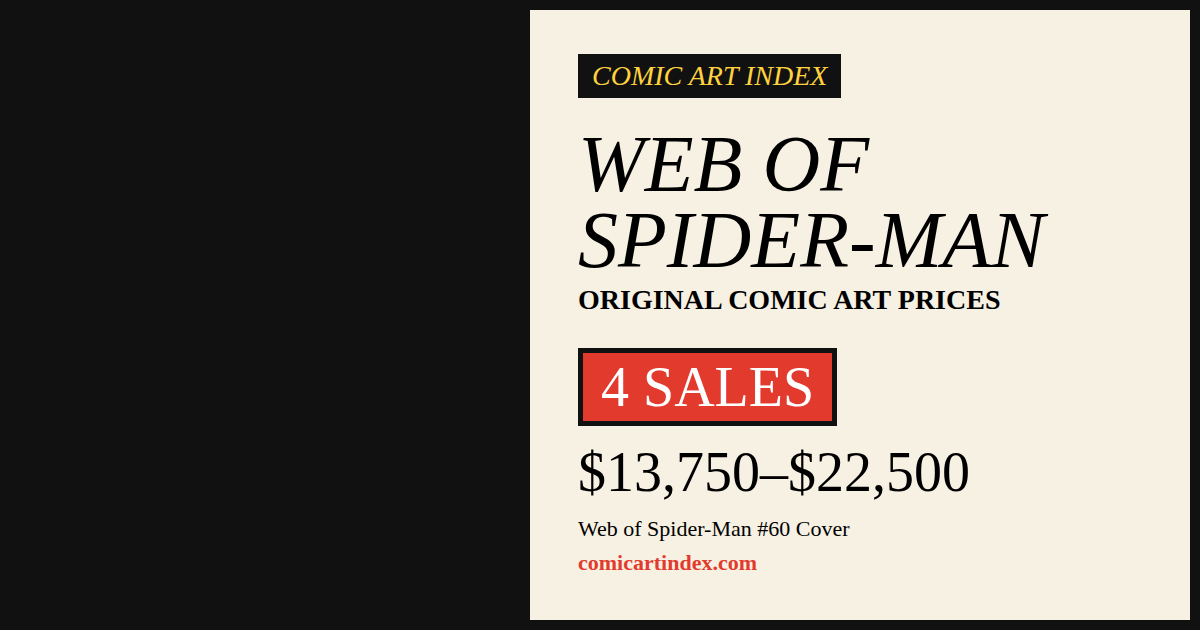 COMIC ART INDEX
WEB OF
SPIDER-MAN
ORIGINAL COMIC ART PRICES
4 SALES
$13,750–$22,500
Web of Spider-Man #60 Cover
comicartindex.com